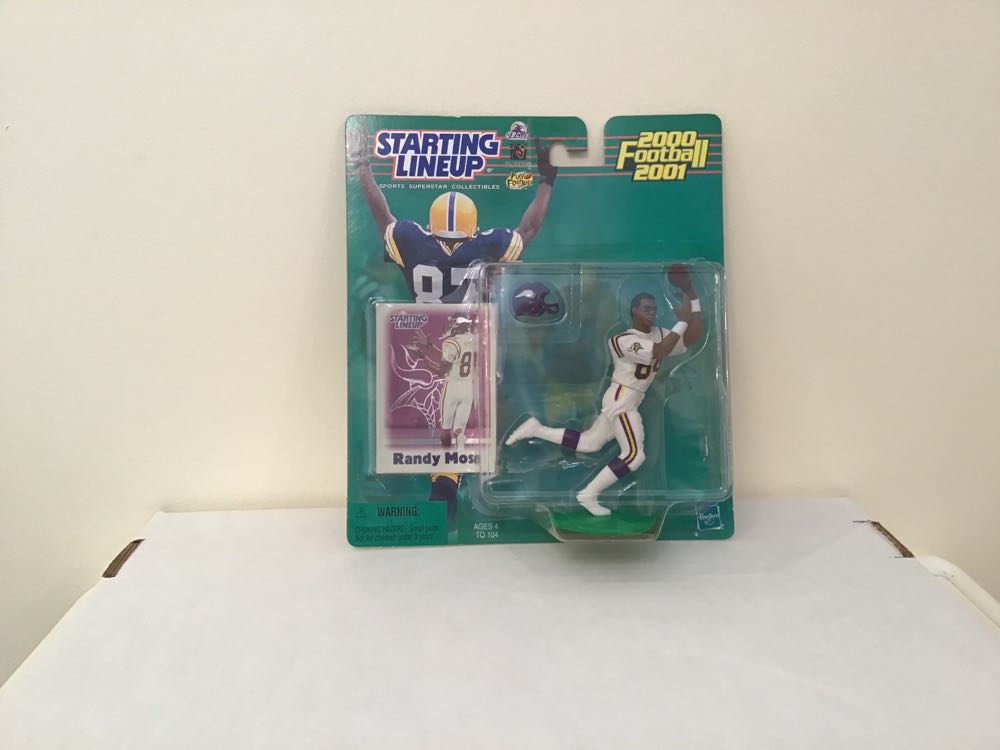 STARTING
LINEUP
SPORTS SUPERSTAR COLLECTIBLES
2000
Football
2001
87
STARTING
LINEUP
Randy Moss
84
⚠ WARNING:
CHOKING HAZARD- Small parts
Not for children under 3 years.
AGES 4
TO 104
Hasbro